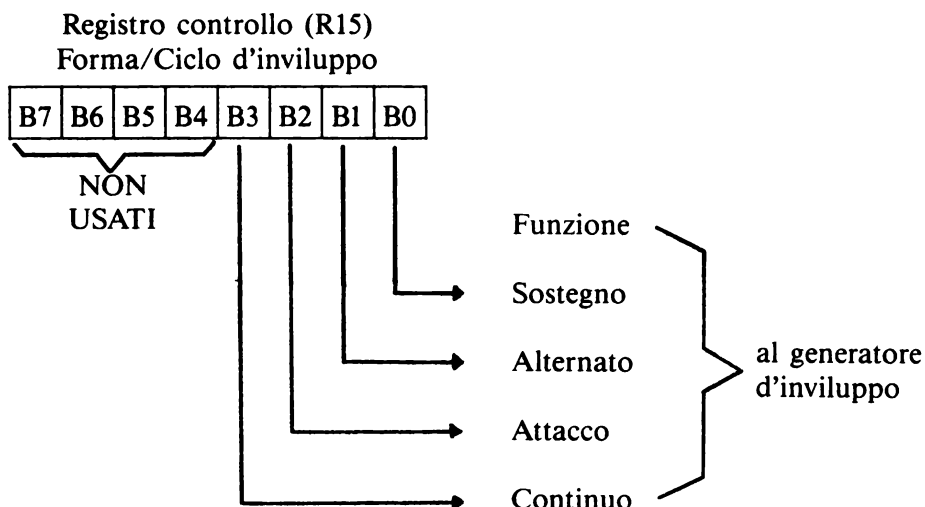 Registro controllo (R15)
Forma/Ciclo d'inviluppo
B7 B6 B5 B4 B3 B2 B1 B0
NON
USATI
Funzione
Sostegno
Alternato
Attacco
Continuo
al generatore
d'inviluppo